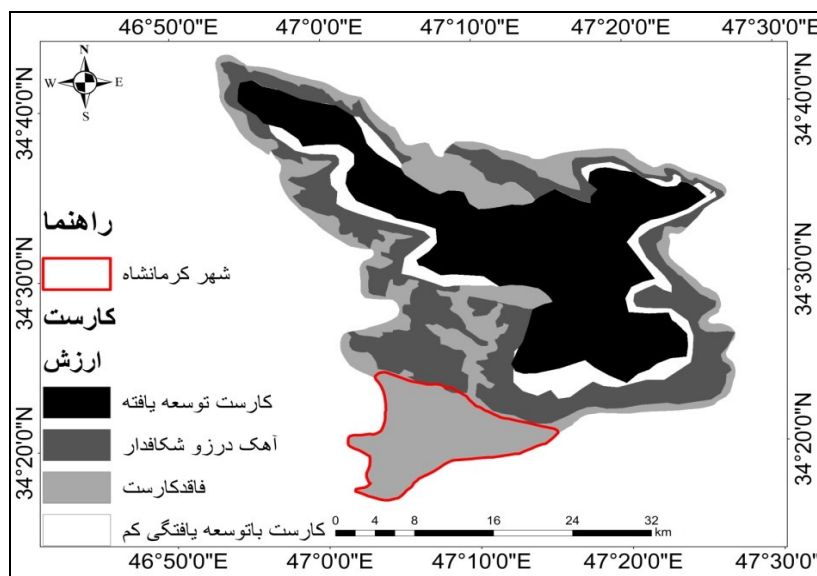 46°50'0"E 47°0'0"E 47°10'0"E 47°20'0"E 47°30'0"E
N
W E
S
34°40'0"N
34°30'0"N
34°20'0"N
34°40'0"N
34°30'0"N
34°20'0"N
راهنما
شهر کرمانشاه
کارست
ارزش
کارست توسعه یافته
آهک درزو شکافدار
فاقدکارست
کارست باتوسعه یافتگی کم
0 4 8 16 24 32
km
46°50'0"E 47°0'0"E 47°10'0"E 47°20'0"E 47°30'0"E